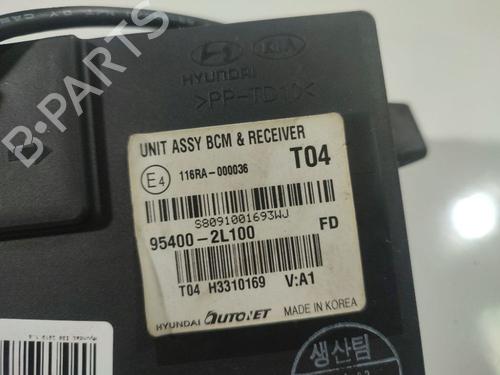 B-PARTS
HYUNDAI KIA
>PP-TD10<
UNIT ASSY BCM & RECEIVER
E4 116RA-000036 T04
S8091001693WJ
95400-2L100 FD
T04 H3310169 V:A1
HYUNDAI AUTONET MADE IN KOREA
생산팀